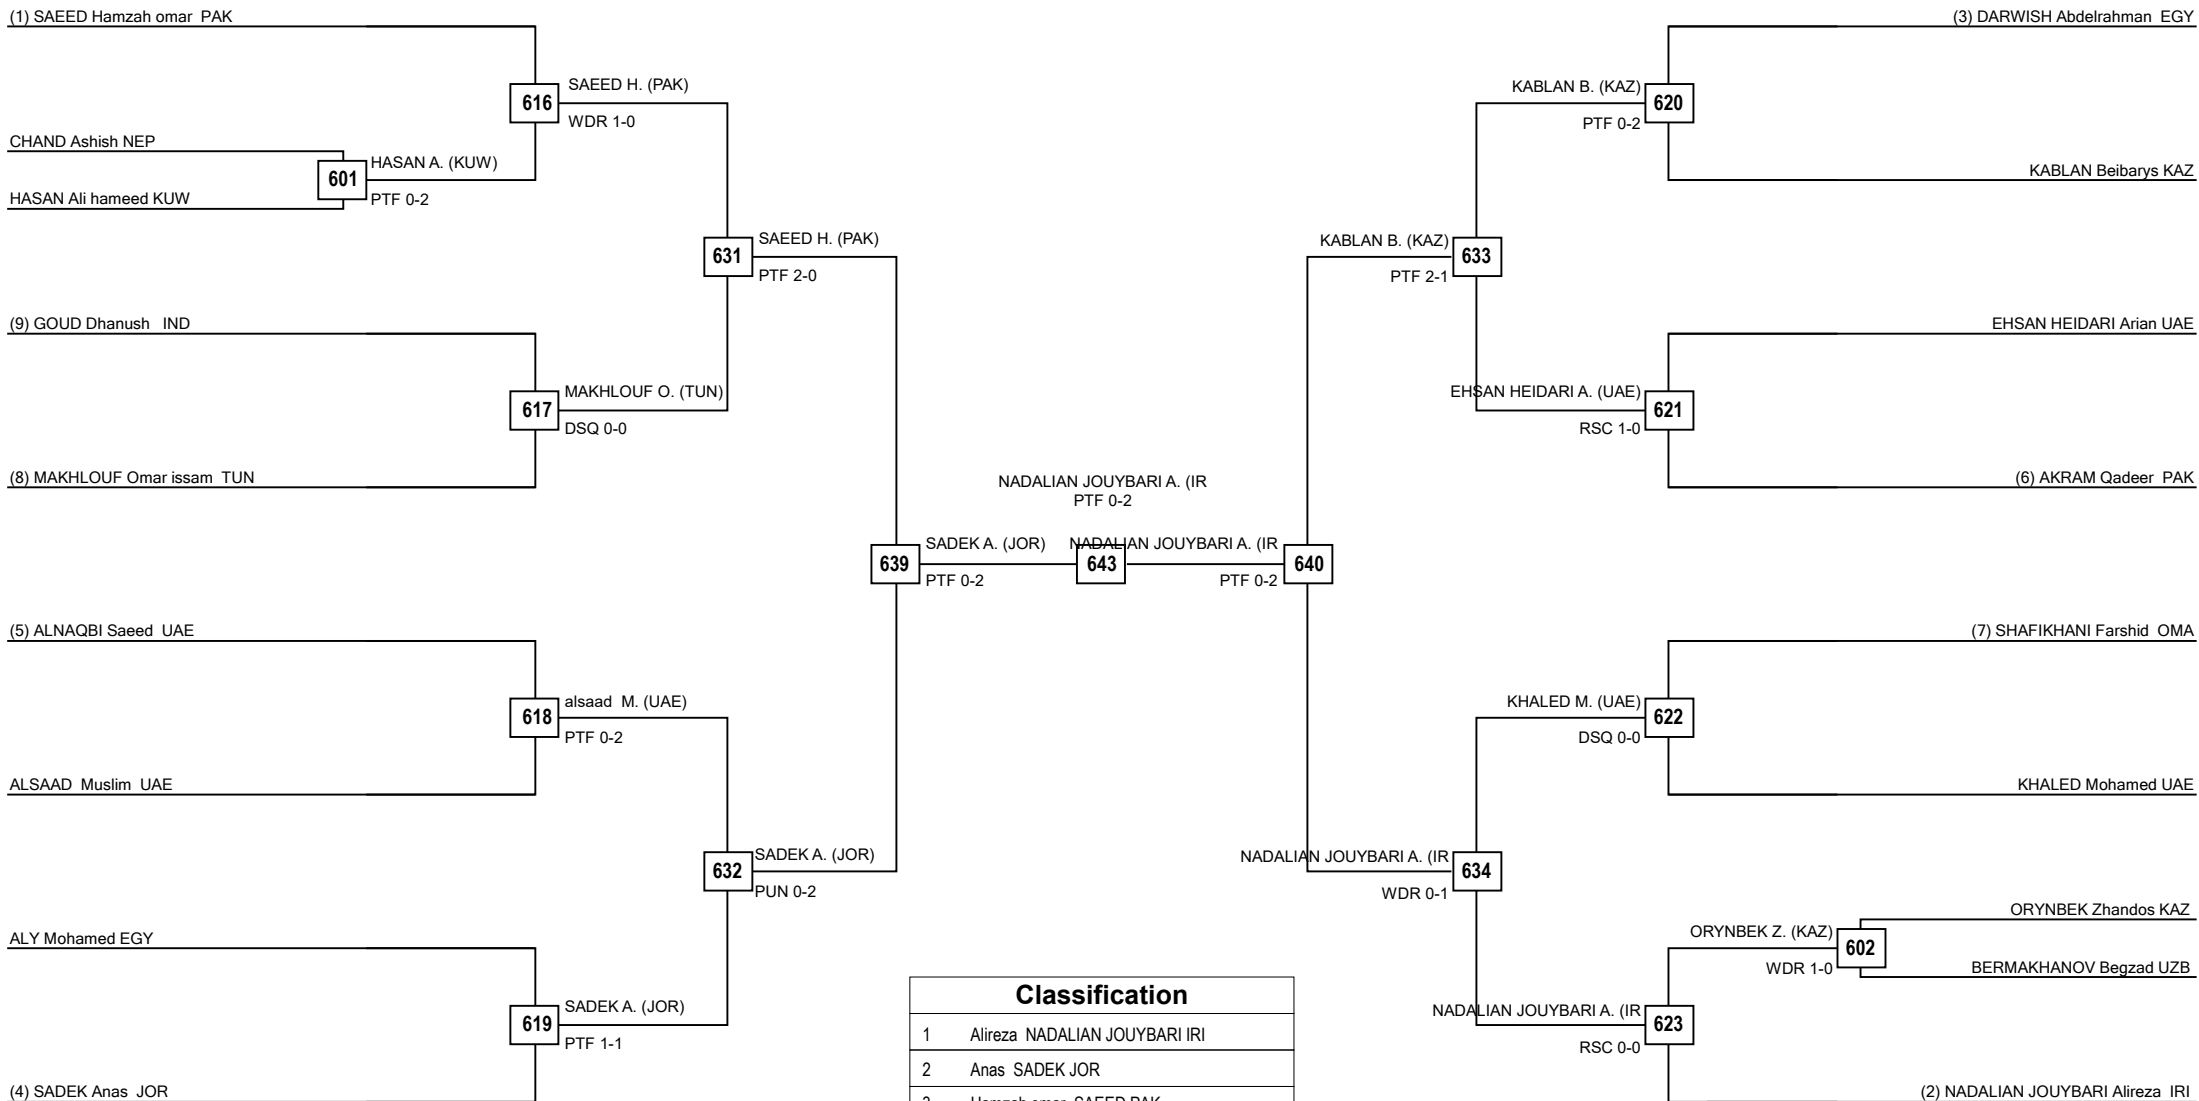 (1) SAEED Hamzah omar PAK
CHAND Ashish NEP
HASAN Ali hameed KUW
601
HASAN A. (KUW)
PTF 0-2
616
SAEED H. (PAK)
WDR 1-0
(9) GOUD Dhanush IND
(8) MAKHLOUF Omar issam TUN
617
MAKHLOUF O. (TUN)
DSQ 0-0
631
SAEED H. (PAK)
PTF 2-0
(5) ALNAQBI Saeed UAE
ALSAAD Muslim UAE
618
alsaad M. (UAE)
PTF 0-2
ALY Mohamed EGY
(4) SADEK Anas JOR
619
SADEK A. (JOR)
PTF 1-1
632
SADEK A. (JOR)
PUN 0-2
639
SADEK A. (JOR)
PTF 0-2
NADALIAN JOUYBARI A. (IR
PTF 0-2
643
NADALIAN JOUYBARI A. (IR
PTF 0-2
640
KABLAN B. (KAZ)
PTF 2-1
633
KABLAN B. (KAZ)
PTF 0-2
620
(3) DARWISH Abdelrahman EGY
KABLAN Beibarys KAZ
EHSAN HEIDARI A. (UAE)
RSC 1-0
621
EHSAN HEIDARI Arian UAE
(6) AKRAM Qadeer PAK
NADALIAN JOUYBARI A. (IR
WDR 0-1
634
KHALED M. (UAE)
DSQ 0-0
622
(7) SHAFIKHANI Farshid OMA
KHALED Mohamed UAE
NADALIAN JOUYBARI A. (IR
RSC 0-0
623
ORYNBEK Z. (KAZ)
WDR 1-0
602
ORYNBEK Zhandos KAZ
BERMAKHANOV Begzad UZB
(2) NADALIAN JOUYBARI Alireza IRI
Classification
1 Alireza NADALIAN JOUYBARI IRI
2 Anas SADEK JOR
3 Hamzah omar SAEED PAK